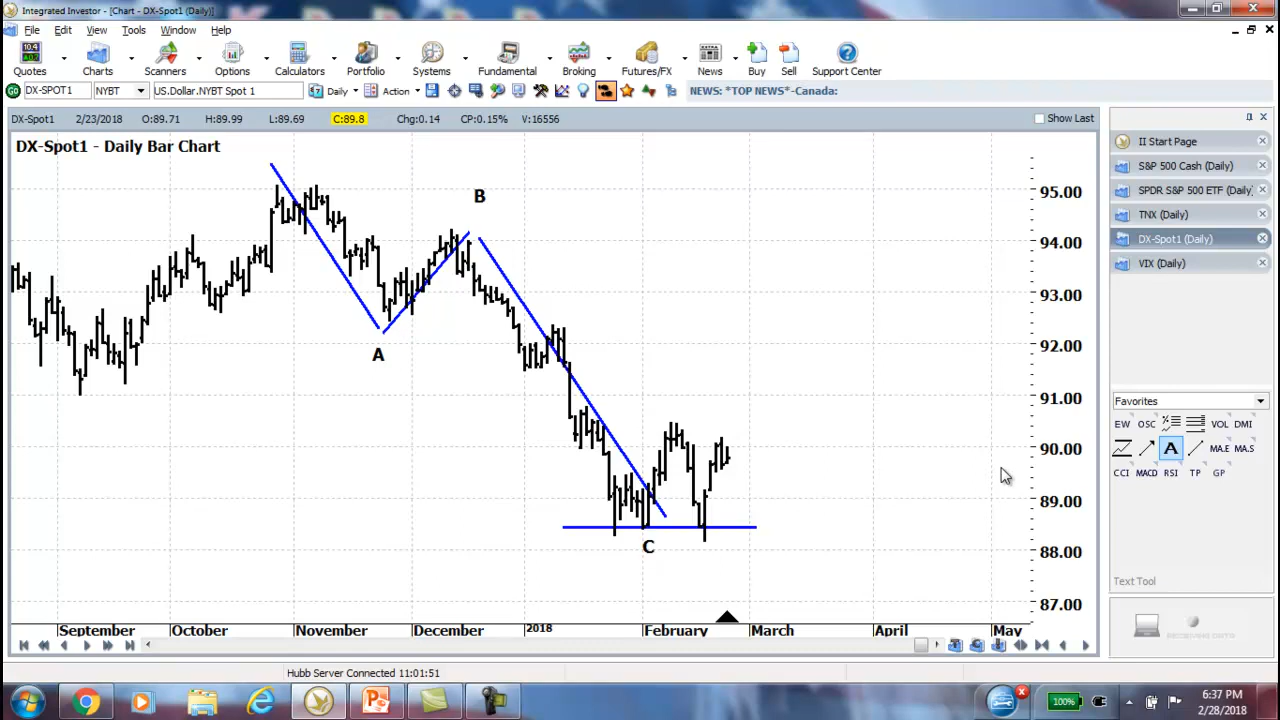 Integrated Investor - [Chart - DX-Spot1 (Daily)]
File Edit View Tools Window Help
Quotes Charts Scanners Options Calculators Portfolio Systems Fundamental Broking Futures/FX News Buy Sell Support Center
GO DX-SPOT1 NYBT US.Dollar.NYBT Spot 1 Daily Action NEWS: *TOP NEWS*-Canada:
DX-Spot1 2/23/2018 O:89.71 H:89.99 L:89.69 C:89.8 Chg:0.14 CP:0.15% V:16556 Show Last
DX-Spot1 - Daily Bar Chart
B
A
C
95.00
94.00
93.00
92.00
91.00
90.00
89.00
88.00
87.00
September October November December 2018 February March April May
II Start Page
S&P 500 Cash (Daily)
SPDR S&P 500 ETF (Daily)
TNX (Daily)
DX-Spot1 (Daily)
VIX (Daily)
Favorites
EW OSC VOL DMI
A MA.E MA.S
CCI MACD RSI TP GP
Text Tool
RECEIVING DATA
Hubb Server Connected 11:01:51
100%
6:37 PM
2/28/2018